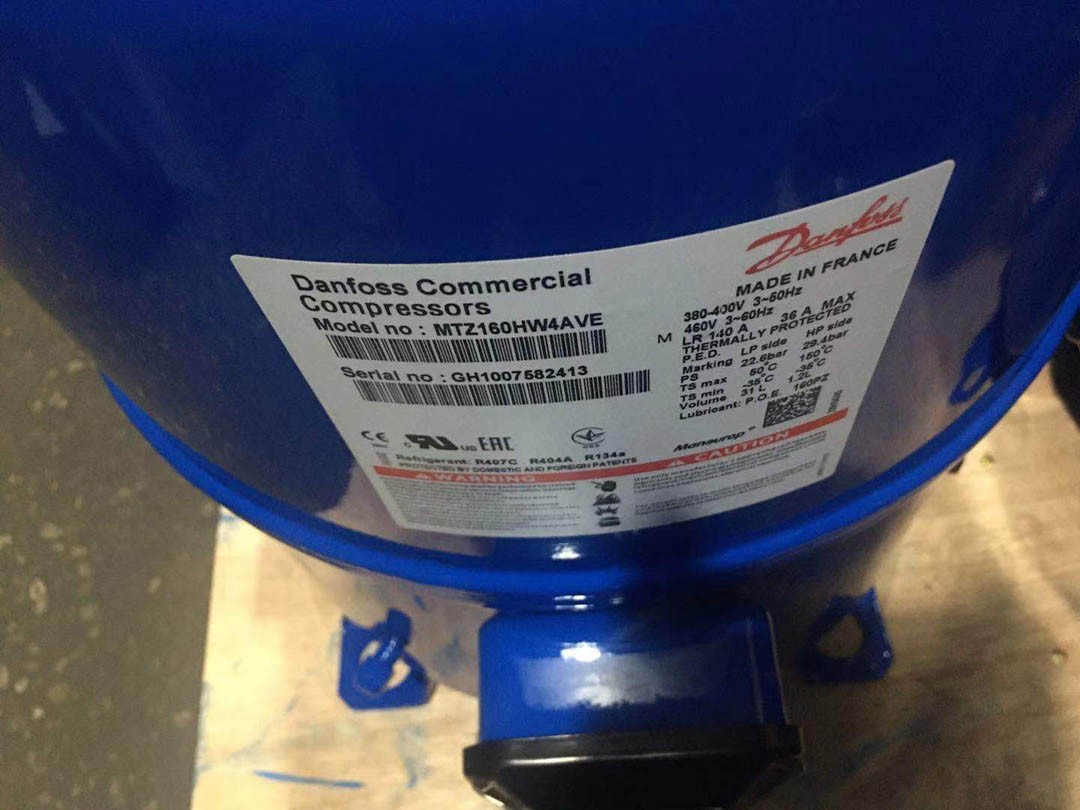 Danfoss Commercial
Compressors
Model no : MTZ160HW4AVE
Serial no : GH1007582413
Danfoss
MADE IN FRANCE
380-400V 3~50Hz
460V 3~60Hz
M LR 140 A 36 A MAX
THERMALLY PROTECTED
P.E.D. LP side HP side
Marking 22.6bar 29.4bar
PS
TS max 50°C 150°C
TS min -35°C -35°C
Volume 31 L 1.2L
Lubricant: P.O.E. 160PZ
CE c RU us EAC
Refrigerant: R407C R404A R134a
PROTECTED BY DOMESTIC AND FOREIGN PATENTS
Maneurop®
WARNING
CAUTION